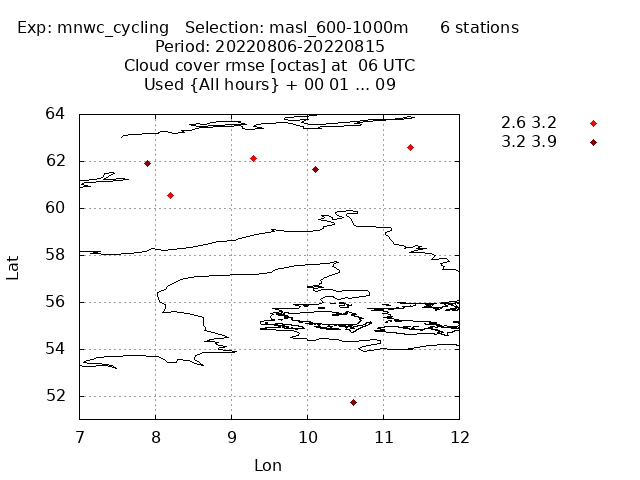 Exp: mnwc_cycling   Selection: masl_600-1000m      6 stations
Period: 20220806-20220815
Cloud cover rmse [octas] at  06 UTC
Used {All hours} + 00 01 ... 09
2.6 3.2
3.2 3.9
64
62
60
58
56
54
52
Lat
7 8 9 10 11 12
Lon